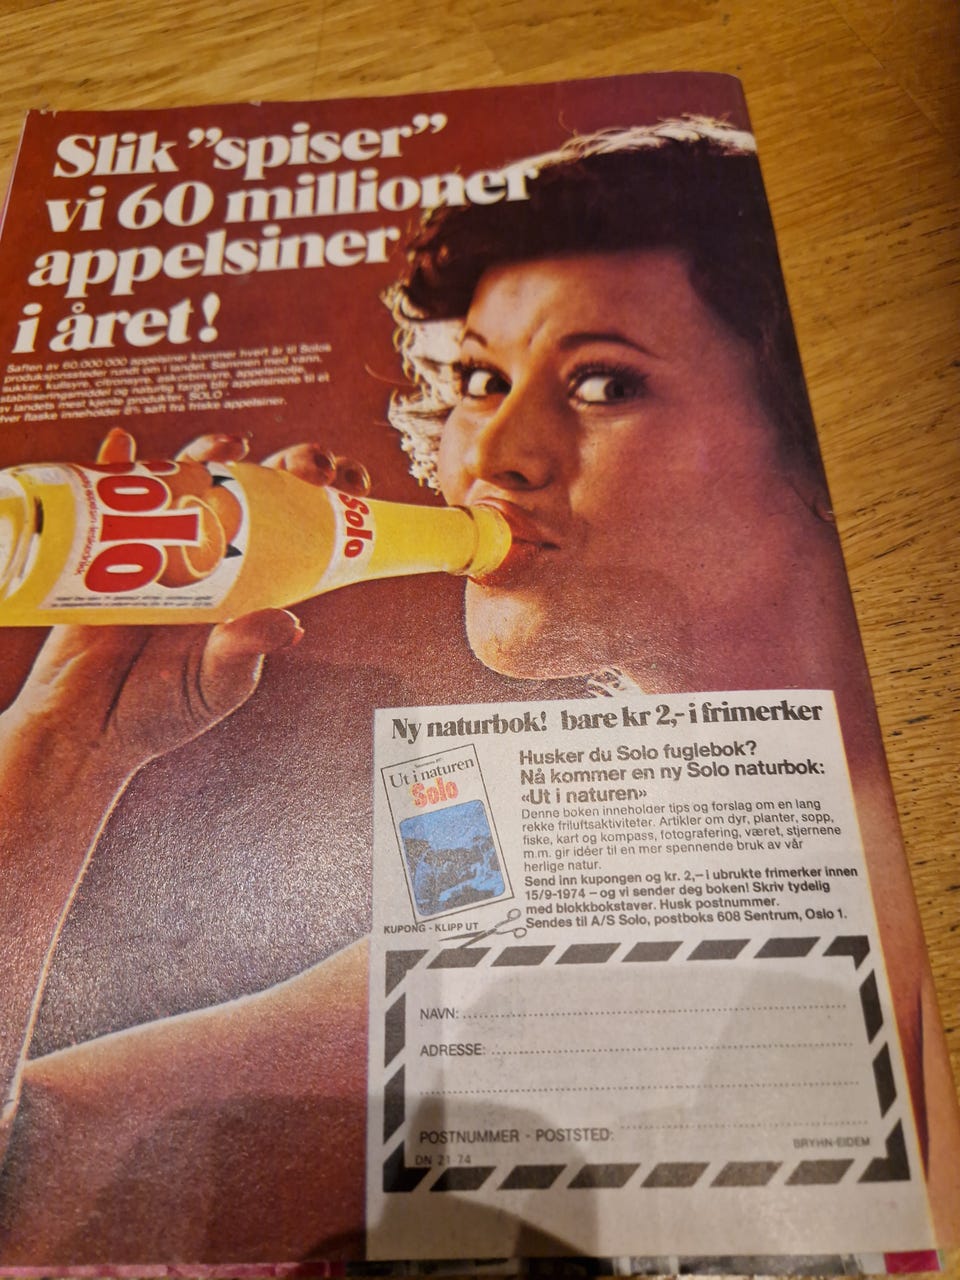 Slik ”spiser”
vi 60 millioner
appelsiner
i året!
Saften av 60.000 000 appelsiner kommer hvert år til Solos
produksjonssteder rundt om i landet. Sammen med vann,
sukker, kullsyre, citronsyre, askorbinsyre, appelsinolje,
stabiliseringsmiddel og naturlig farge blir appelsinene til et
av landets mest kjente produkter, SOLO -
Hver flaske inneholder 8% saft fra friske appelsiner.
Solo
Solo
Ny naturbok! bare kr 2,- i frimerker
Ut i naturen
Solo
Husker du Solo fuglebok?
Nå kommer en ny Solo naturbok:
«Ut i naturen»
Denne boken inneholder tips og forslag om en lang
rekke friluftsaktiviteter. Artikler om dyr, planter, sopp,
fiske, kart og kompass, fotografering, været, stjernene
m.m. gir idéer til en mer spennende bruk av vår
herlige natur.
Send inn kupongen og kr. 2,– i ubrukte frimerker innen
15/9-1974 – og vi sender deg boken! Skriv tydelig
med blokkbokstaver. Husk postnummer.
Sendes til A/S Solo, postboks 608 Sentrum, Oslo 1.
KUPONG - KLIPP UT
NAVN:
ADRESSE:
POSTNUMMER - POSTSTED:
BRYHN-EIDEM
DN 21 74